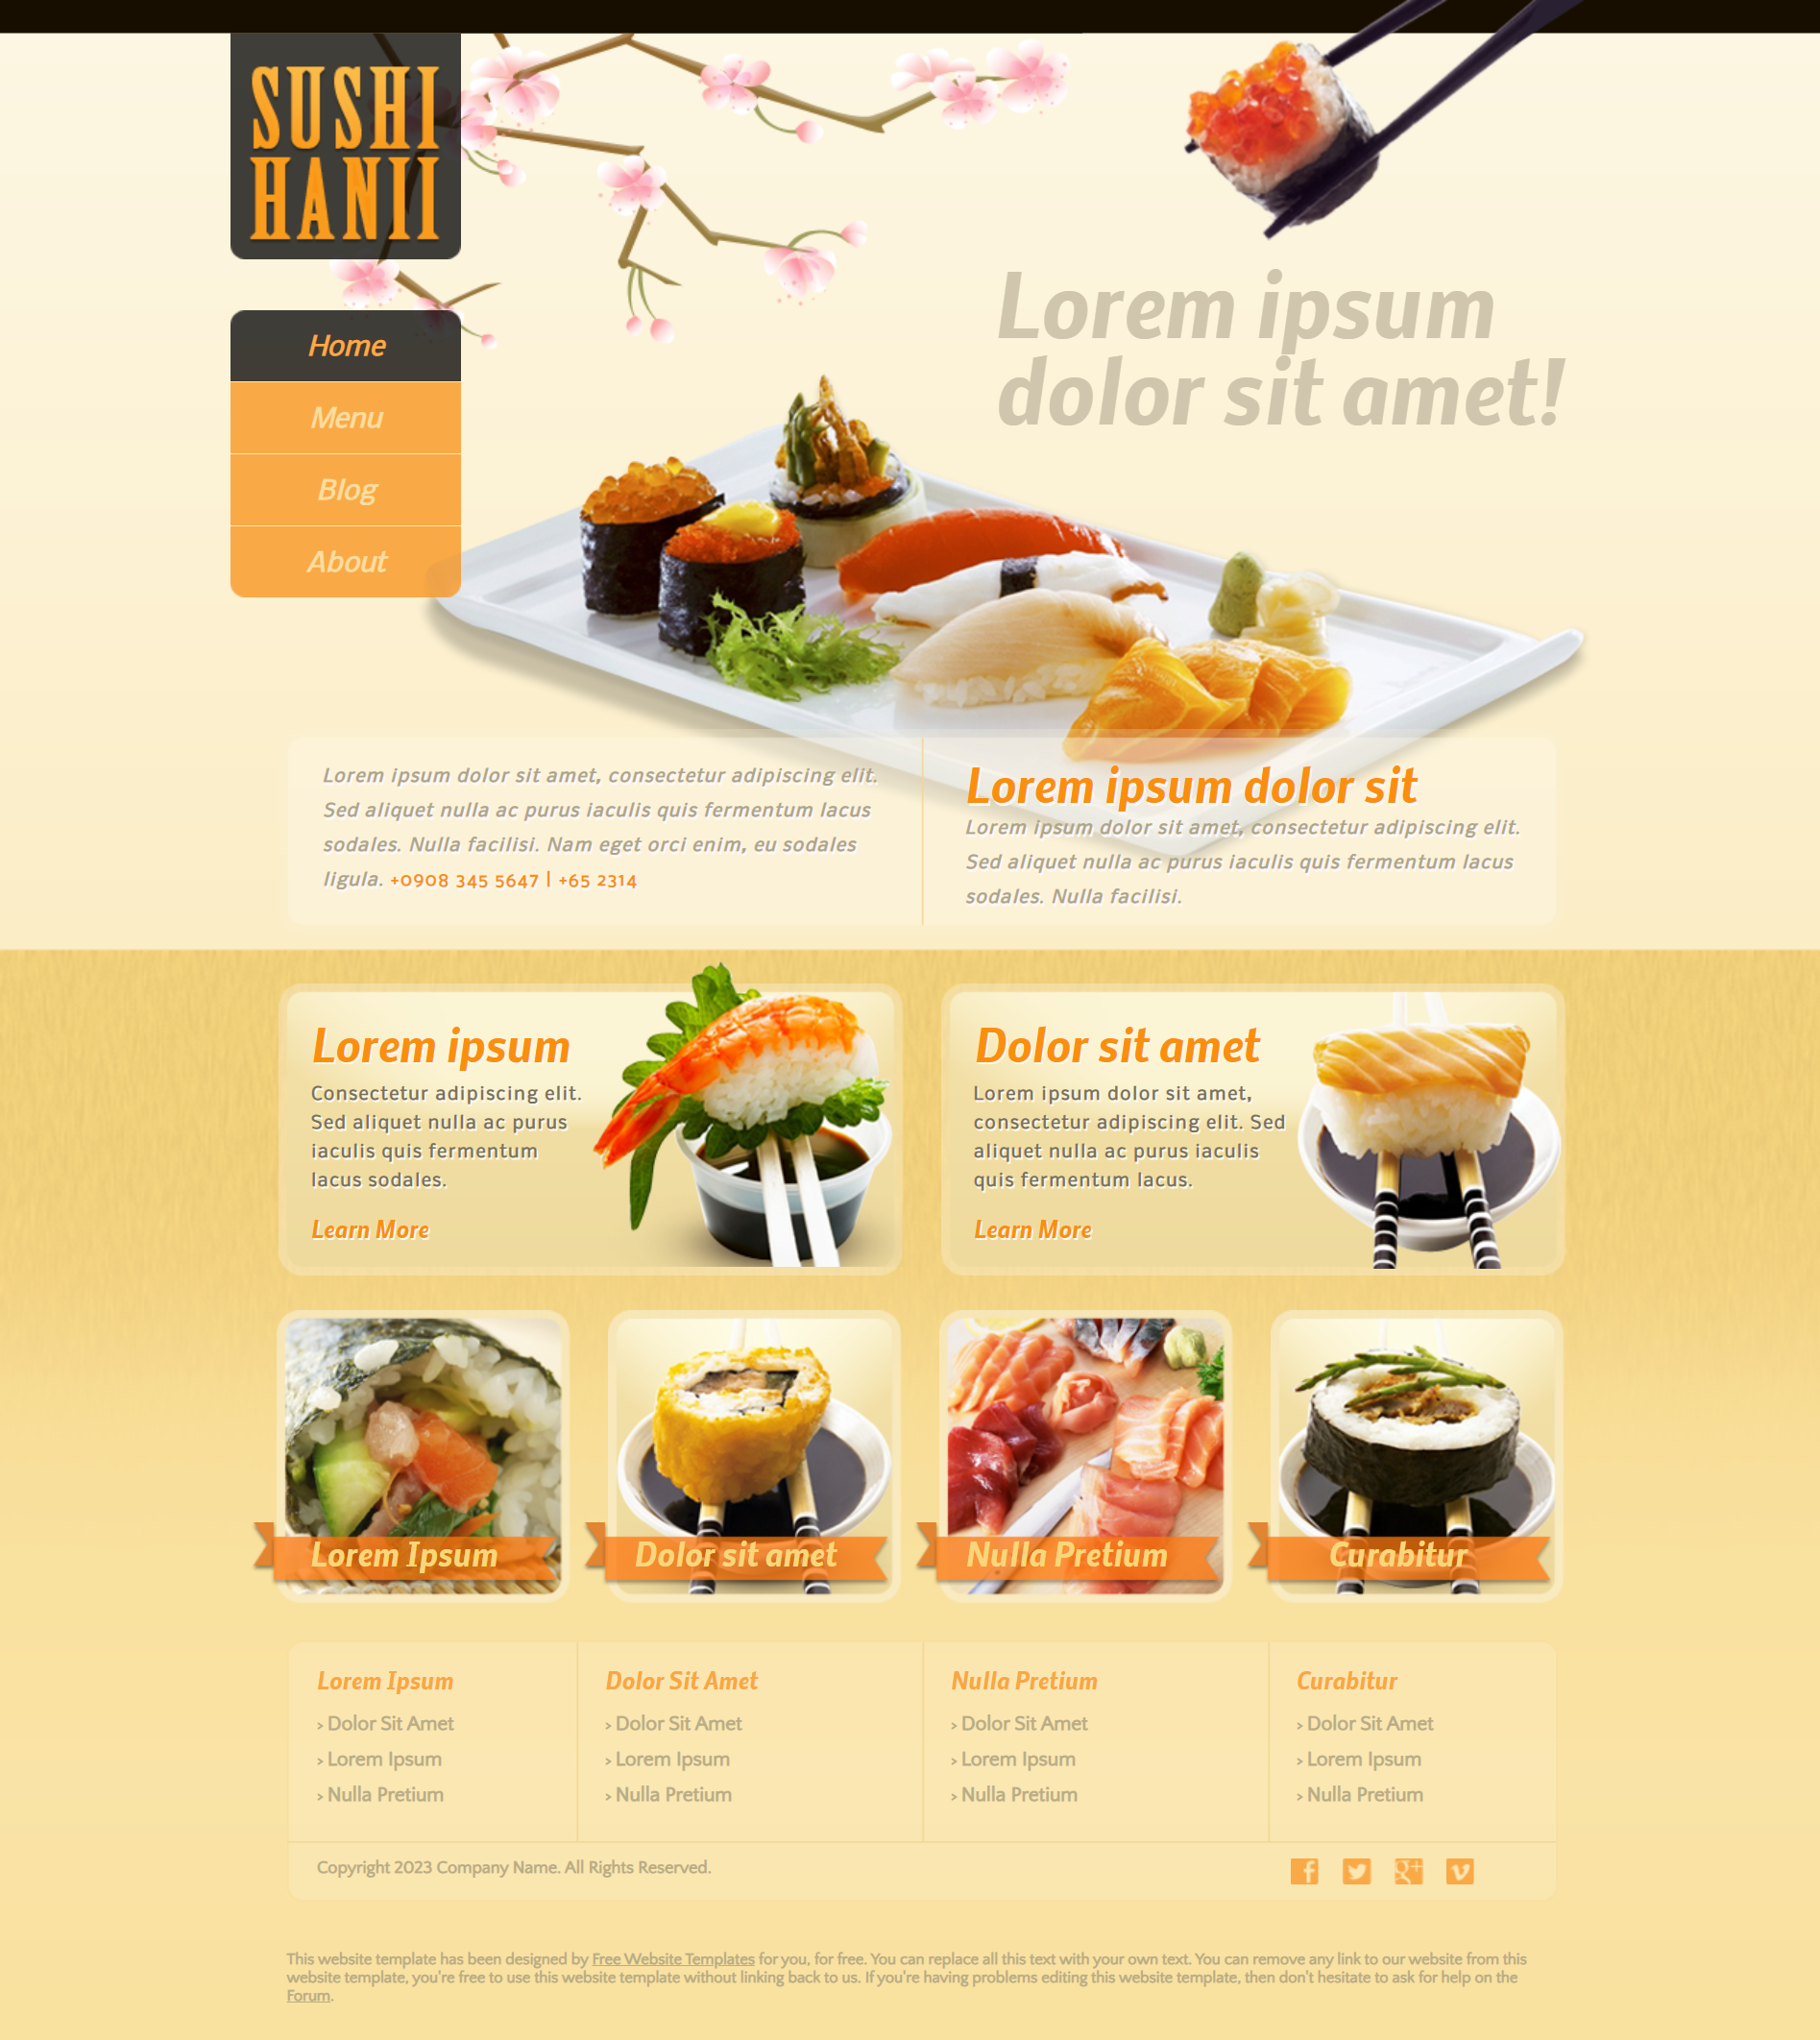 SUSHI
HANII
Home
Menu
Blog
About
Lorem ipsum
dolor sit amet!
Lorem ipsum dolor sit amet, consectetur adipiscing elit.
Sed aliquet nulla ac purus iaculis quis fermentum lacus
sodales. Nulla facilisi. Nam eget orci enim, eu sodales
ligula. +0908 345 5647 | +65 2314
Lorem ipsum dolor sit
Lorem ipsum dolor sit amet, consectetur adipiscing elit.
Sed aliquet nulla ac purus iaculis quis fermentum lacus
sodales. Nulla facilisi.
Lorem ipsum
Consectetur adipiscing elit.
Sed aliquet nulla ac purus
iaculis quis fermentum
lacus sodales.
Learn More
Dolor sit amet
Lorem ipsum dolor sit amet,
consectetur adipiscing elit. Sed
aliquet nulla ac purus iaculis
quis fermentum lacus.
Learn More
Lorem Ipsum
Dolor sit amet
Nulla Pretium
Curabitur
Lorem Ipsum
› Dolor Sit Amet
› Lorem Ipsum
› Nulla Pretium
Dolor Sit Amet
› Dolor Sit Amet
› Lorem Ipsum
› Nulla Pretium
Nulla Pretium
› Dolor Sit Amet
› Lorem Ipsum
› Nulla Pretium
Curabitur
› Dolor Sit Amet
› Lorem Ipsum
› Nulla Pretium
Copyright 2023 Company Name. All Rights Reserved.
This website template has been designed by Free Website Templates for you, for free. You can replace all this text with your own text. You can remove any link to our website from this
website template, you're free to use this website template without linking back to us. If you're having problems editing this website template, then don't hesitate to ask for help on the
Forum.